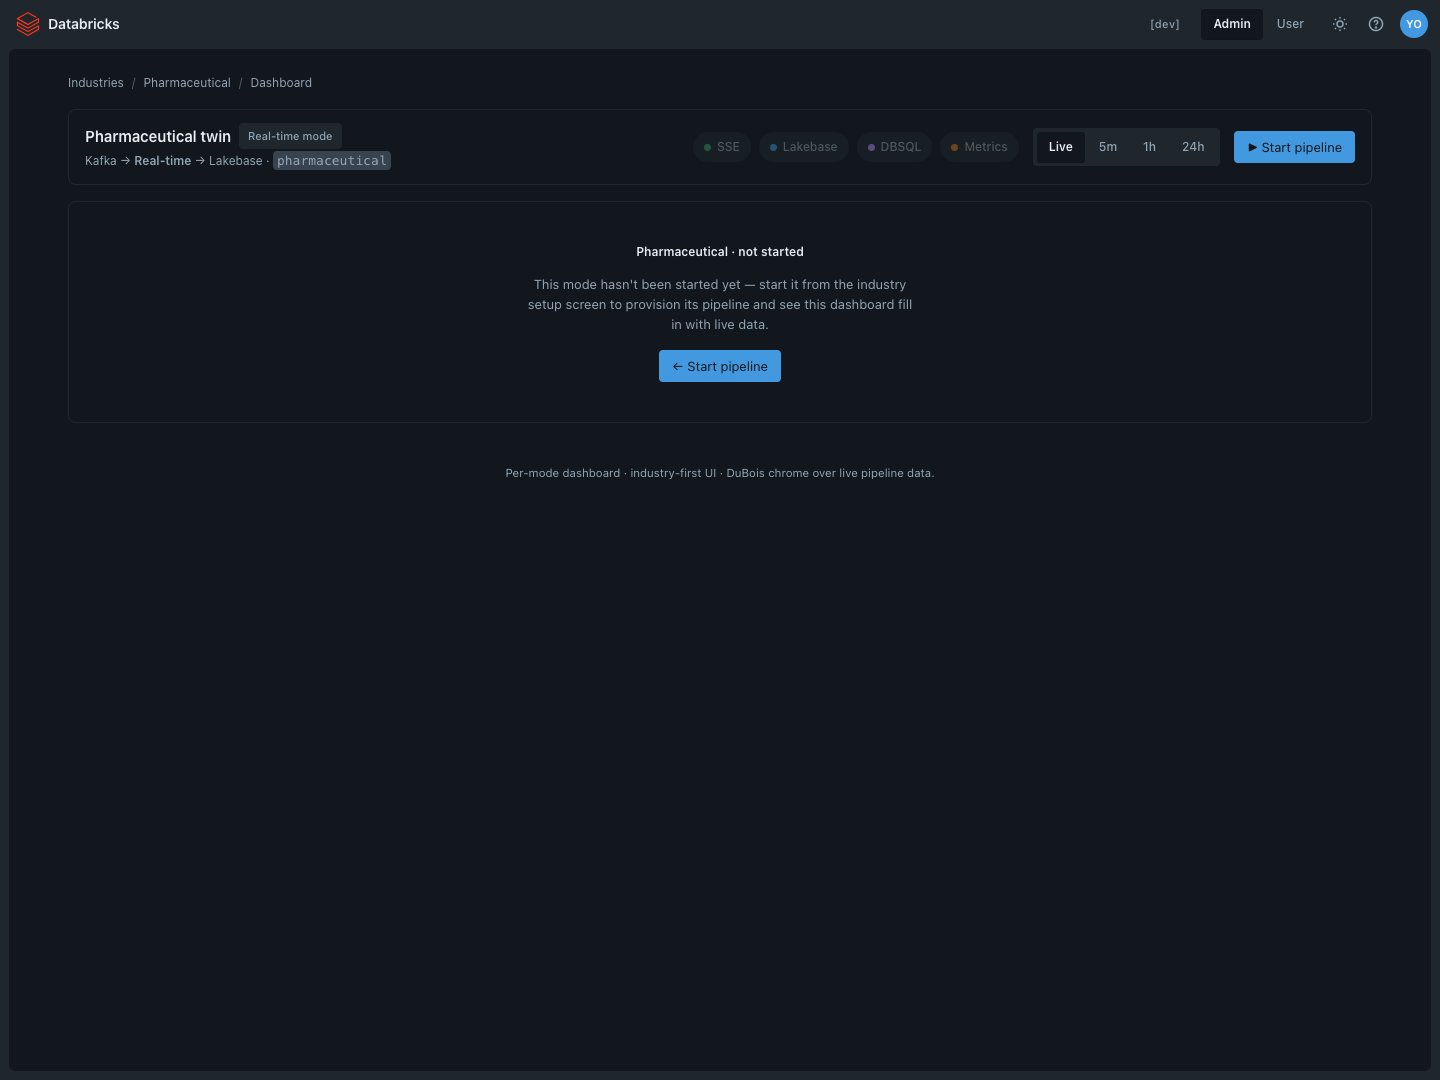 Databricks
[dev]
Admin
User
YO
Industries / Pharmaceutical / Dashboard
Pharmaceutical twin
Real-time mode
Kafka → Real-time → Lakebase · pharmaceutical
SSE
Lakebase
DBSQL
Metrics
Live
5m
1h
24h
▶ Start pipeline
Pharmaceutical · not started
This mode hasn't been started yet — start it from the industry
setup screen to provision its pipeline and see this dashboard fill
in with live data.
← Start pipeline
Per-mode dashboard · industry-first UI · DuBois chrome over live pipeline data.